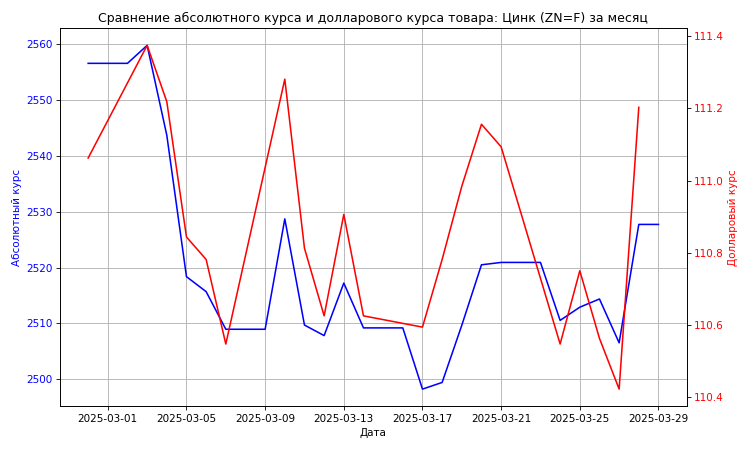 Сравнение абсолютного курса и долларового курса товара: Цинк (ZN=F) за месяц
Абсолютный курс
2560
2550
2540
2530
2520
2510
2500
111.4
111.2
111.0
110.8
110.6
110.4
Долларовый курс
2025-03-01 2025-03-05 2025-03-09 2025-03-13 2025-03-17 2025-03-21 2025-03-25 2025-03-29
Дата